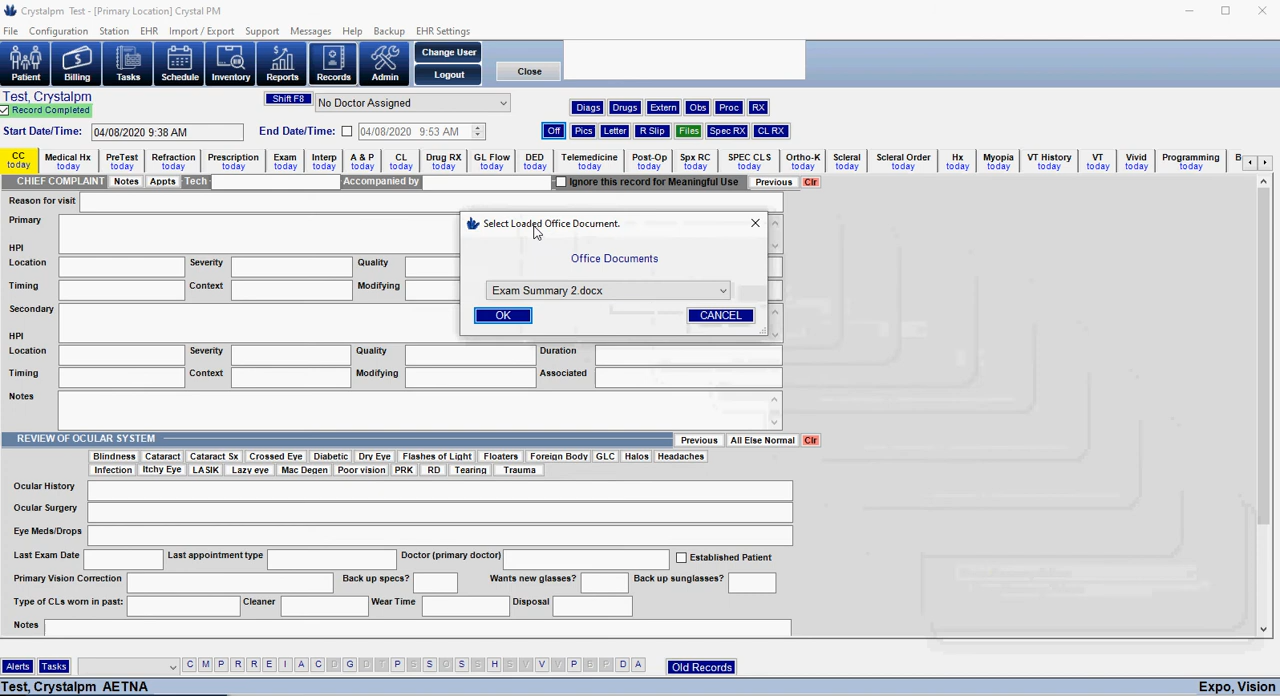 Crystalpm Test - [Primary Location] Crystal PM
File Configuration Station EHR Import / Export Support Messages Help Backup EHR Settings
Patient Billing Tasks Schedule Inventory Reports Records Admin Change User Logout Close
Test, Crystalpm
Record Completed
Shift F8 No Doctor Assigned
Diags Drugs Extern Obs Proc RX
Start Date/Time: 04/08/2020 9:38 AM End Date/Time: 04/08/2020 9:53 AM
Off Pics Letter R Slip Files Spec RX CL RX
CC Medical Hx PreTest Refraction Prescription Exam Interp A & P CL Drug RX GL Flow DED Telemedicine Post-Op Spx RC SPEC CL S Ortho-K Scleral Scleral Order Hx Myopia VT History VT Vivid Programming
today today today today today today today today today today today today today today today today today today today today today today today today today
CHIEF COMPLAINT Notes Appts Tech Accompanied by Ignore this record for Meaningful Use Previous Clr
Reason for visit
Primary
HPI
Location Severity Quality
Timing Context Modifying
Select Loaded Office Document.
Office Documents
Exam Summary 2.docx
OK CANCEL
Secondary
HPI
Location Severity Quality Duration
Timing Context Modifying Associated
Notes
REVIEW OF OCULAR SYSTEM Previous All Else Normal Clr
Blindness Cataract Cataract Sx Crossed Eye Diabetic Dry Eye Flashes of Light Floaters Foreign Body GLC Halos Headaches
Infection Itchy Eye LASIK Lazy eye Mac Degen Poor vision PRK RD Tearing Trauma
Ocular History
Ocular Surgery
Eye Meds/Drops
Last Exam Date Last appointment type Doctor (primary doctor) Established Patient
Primary Vision Correction Back up specs? Wants new glasses? Back up sunglasses?
Type of CLs worn in past: Cleaner Wear Time Disposal
Notes
Alerts Tasks C M P R R E I A C D G D T P S S O S S H S V V V P B P D A Old Records
Test, Crystalpm AETNA Expo, Vision